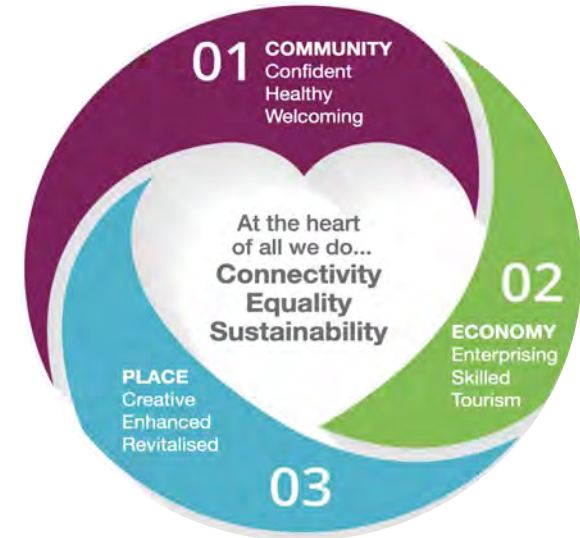 01
COMMUNITY
Confident
Healthy
Welcoming
At the heart
of all we do...
Connectivity
Equality
Sustainability
02
ECONOMY
Enterprising
Skilled
Tourism
PLACE
Creative
Enhanced
Revitalised
03